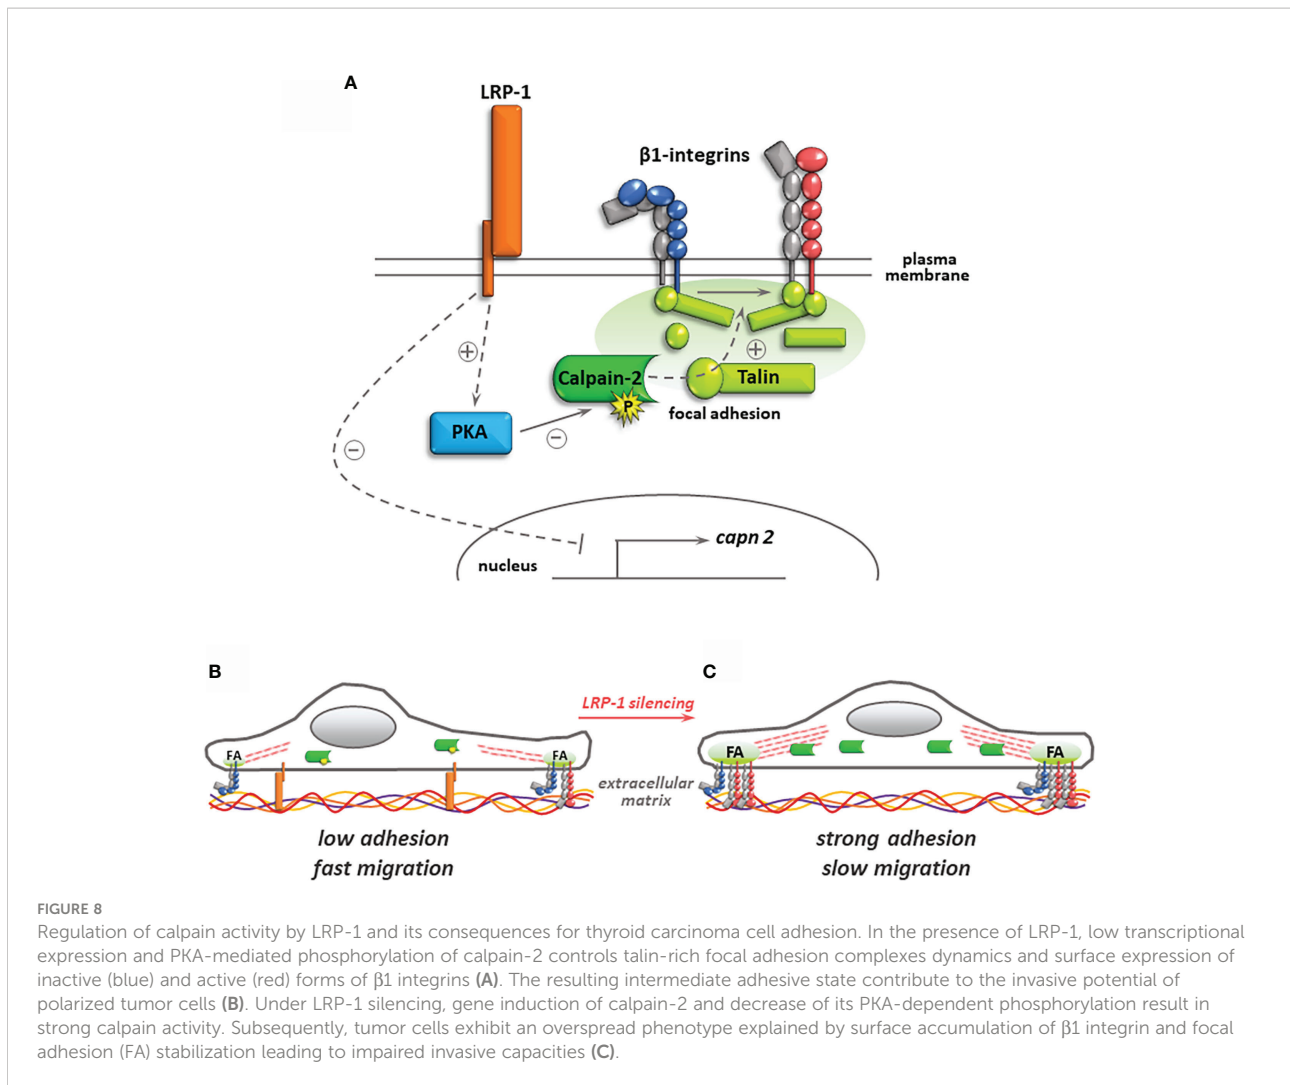 A
LRP-1
β1-integrins
plasma
membrane
+
+
Calpain-2
Talin
P
focal adhesion
PKA
−
−
capn 2
nucleus
B
C
LRP-1 silencing
FA
FA
FA
FA
extracellular
matrix
low adhesion
fast migration
strong adhesion
slow migration
FIGURE 8
Regulation of calpain activity by LRP-1 and its consequences for thyroid carcinoma cell adhesion. In the presence of LRP-1, low transcriptional
expression and PKA-mediated phosphorylation of calpain-2 controls talin-rich focal adhesion complexes dynamics and surface expression of
inactive (blue) and active (red) forms of β1 integrins (A). The resulting intermediate adhesive state contribute to the invasive potential of
polarized tumor cells (B). Under LRP-1 silencing, gene induction of calpain-2 and decrease of its PKA-dependent phosphorylation result in
strong calpain activity. Subsequently, tumor cells exhibit an overspread phenotype explained by surface accumulation of β1 integrin and focal
adhesion (FA) stabilization leading to impaired invasive capacities (C).